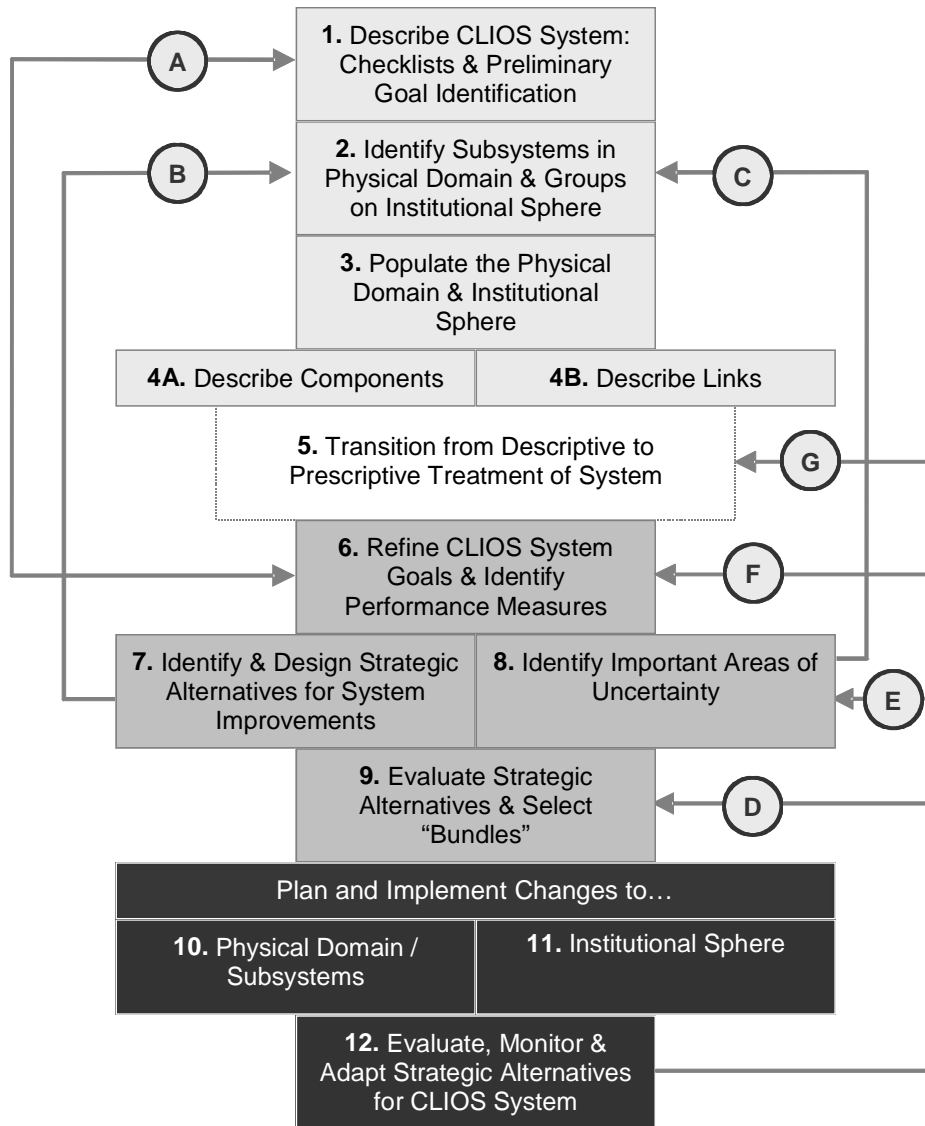 A
1. Describe CLIOS System:
Checklists & Preliminary
Goal Identification
B
2. Identify Subsystems in
Physical Domain & Groups
on Institutional Sphere
C
3. Populate the Physical
Domain & Institutional
Sphere
4A. Describe Components
4B. Describe Links
5. Transition from Descriptive to
Prescriptive Treatment of System
G
6. Refine CLIOS System
Goals & Identify
Performance Measures
F
7. Identify & Design Strategic
Alternatives for System
Improvements
8. Identify Important Areas of
Uncertainty
E
9. Evaluate Strategic
Alternatives & Select
“Bundles”
D
Plan and Implement Changes to…
10. Physical Domain /
Subsystems
11. Institutional Sphere
12. Evaluate, Monitor &
Adapt Strategic Alternatives
for CLIOS System